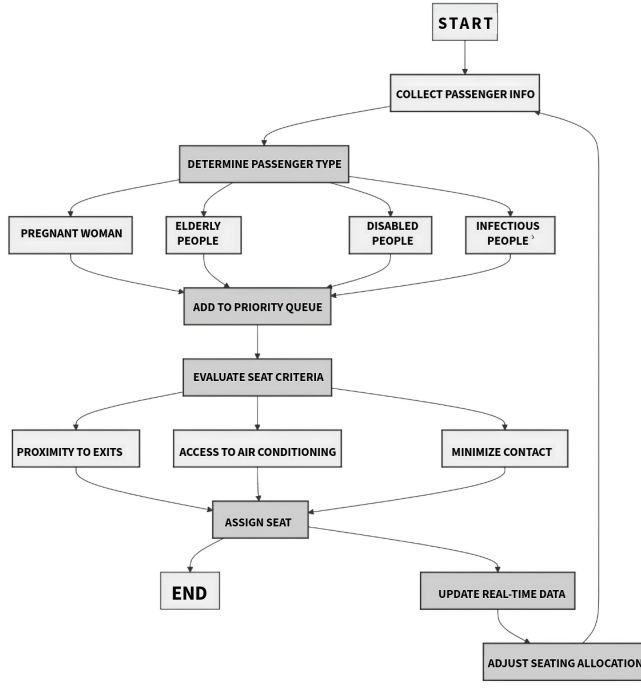 START
COLLECT PASSENGER INFO
DETERMINE PASSENGER TYPE
PREGNANT WOMAN
ELDERLY
PEOPLE
DISABLED
PEOPLE
INFECTIOUS
PEOPLE
ADD TO PRIORITY QUEUE
EVALUATE SEAT CRITERIA
PROXIMITY TO EXITS
ACCESS TO AIR CONDITIONING
MINIMIZE CONTACT
ASSIGN SEAT
END
UPDATE REAL-TIME DATA
ADJUST SEATING ALLOCATION